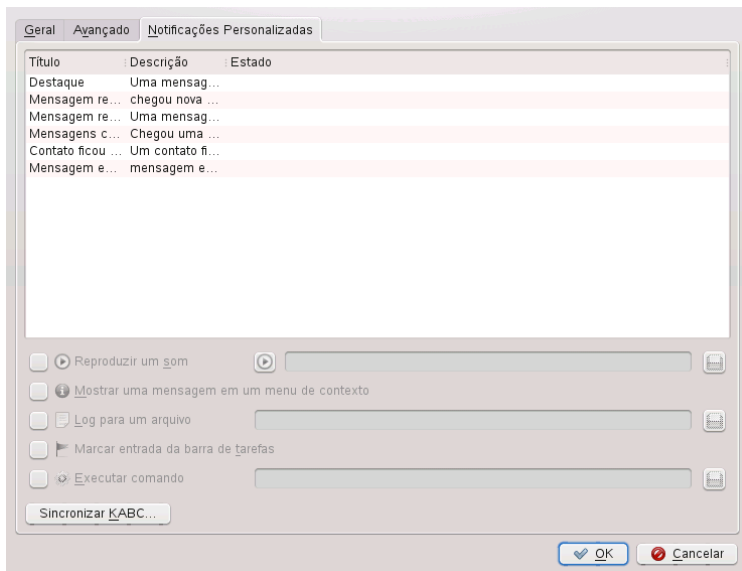 Geral Avançado Notificações Personalizadas
Título Descrição Estado
Destaque Uma mensag...
Mensagem re... chegou nova ...
Mensagem re... Uma mensag...
Mensagens c... Chegou uma ...
Contato ficou ... Um contato fi...
Mensagem e... mensagem e...
Reproduzir um som
Mostrar uma mensagem em um menu de contexto
Log para um arquivo
Marcar entrada da barra de tarefas
Executar comando
Sincronizar KABC...
OK Cancelar